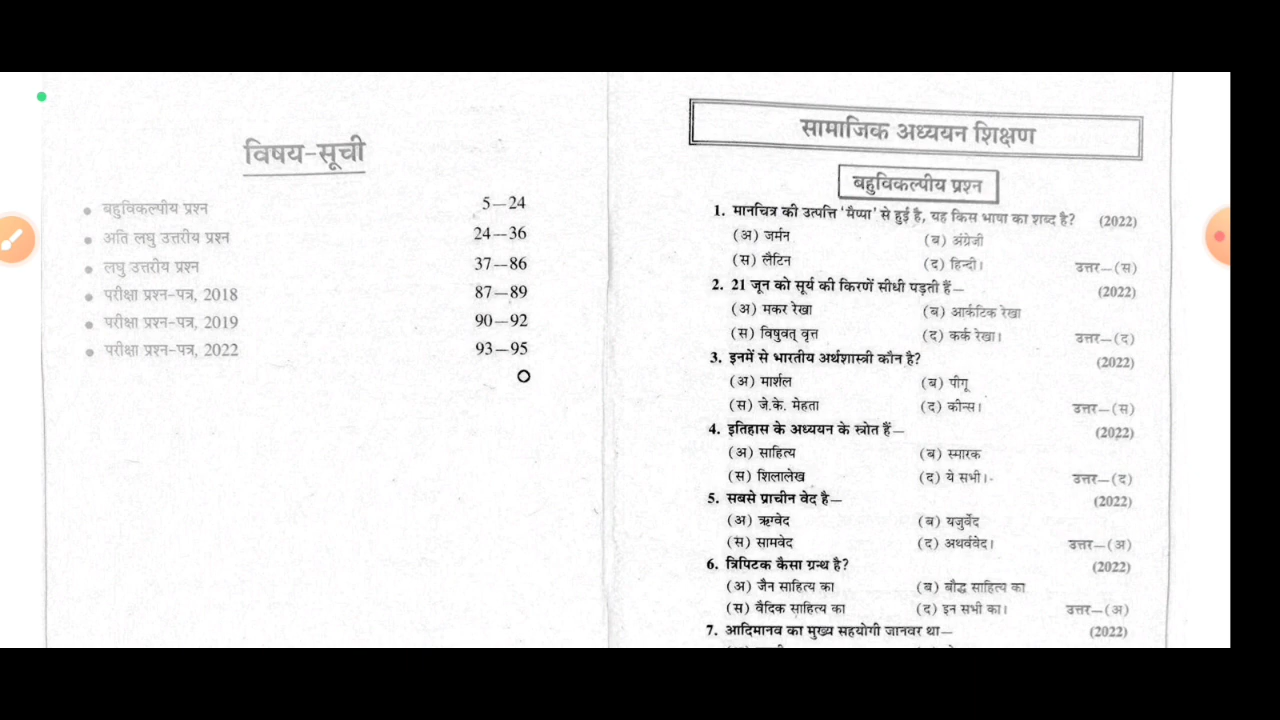 विषय-सूची
• बहुविकल्पीय प्रश्न 5—24
• अति लघु उत्तरीय प्रश्न 24—36
• लघु उत्तरीय प्रश्न 37—86
• परीक्षा प्रश्न-पत्र, 2018 87—89
• परीक्षा प्रश्न-पत्र, 2019 90—92
• परीक्षा प्रश्न-पत्र, 2022 93—95
सामाजिक अध्ययन शिक्षण
बहुविकल्पीय प्रश्न
1. मानचित्र की उत्पत्ति ‘मैप्पा’ से हुई है, यह किस भाषा का शब्द है? (2022)
(अ) जर्मन (ब) अंग्रेजी
(स) लैटिन (द) हिन्दी। उत्तर—(स)
2. 21 जून को सूर्य की किरणें सीधी पड़ती हैं— (2022)
(अ) मकर रेखा (ब) आर्कटिक रेखा
(स) विषुवत् वृत्त (द) कर्क रेखा। उत्तर—(द)
3. इनमें से भारतीय अर्थशास्त्री कौन है? (2022)
(अ) मार्शल (ब) पीगू
(स) जे.के. मेहता (द) कीन्स। उत्तर—(स)
4. इतिहास के अध्ययन के स्त्रोत हैं— (2022)
(अ) साहित्य (ब) स्मारक
(स) शिलालेख (द) ये सभी। उत्तर—(द)
5. सबसे प्राचीन वेद है— (2022)
(अ) ऋग्वेद (ब) यजुर्वेद
(स) सामवेद (द) अथर्ववेद। उत्तर—(अ)
6. त्रिपिटक कैसा ग्रन्थ है? (2022)
(अ) जैन साहित्य का (ब) बौद्ध साहित्य का
(स) वैदिक साहित्य का (द) इन सभी का। उत्तर—(अ)
7. आदिमानव का मुख्य सहयोगी जानवर था— (2022)